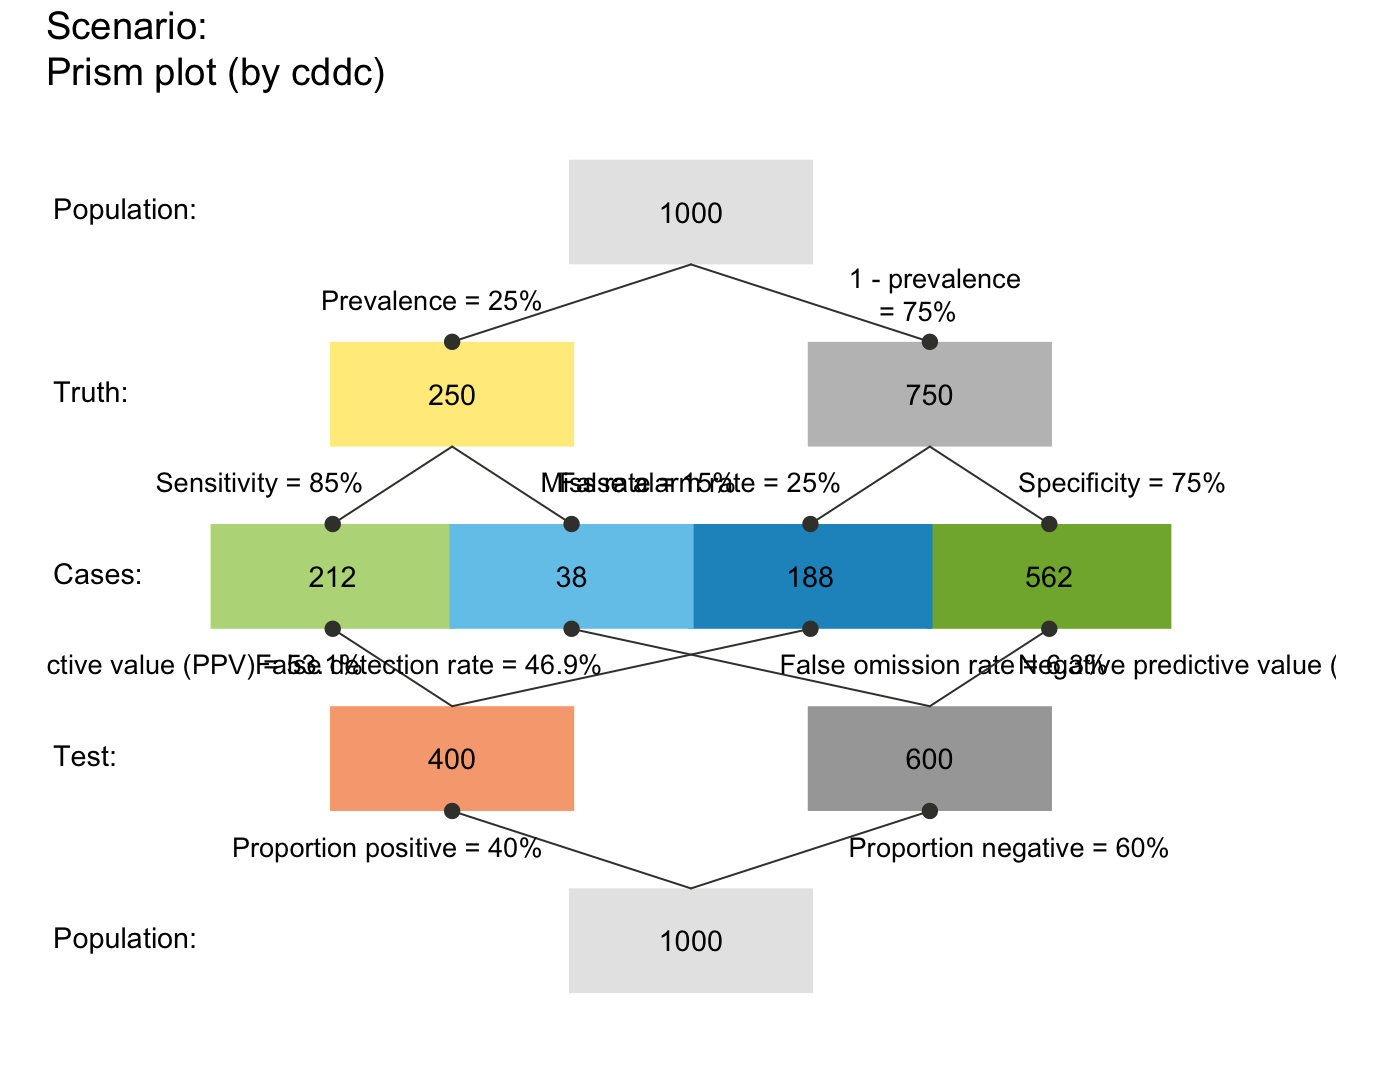 Scenario:
Prism plot (by cddc)
Population:
1000
Prevalence = 25%
1 - prevalence
= 75%
Truth:
250
750
Sensitivity = 85%
Miss rate = 15%
False alarm rate = 25%
Specificity = 75%
Cases:
212
38
188
562
ctive value (PPV) = 53.1%
False detection rate = 46.9%
False omission rate = 6.3%
Negative predictive value (
Test:
400
600
Proportion positive = 40%
Proportion negative = 60%
Population:
1000